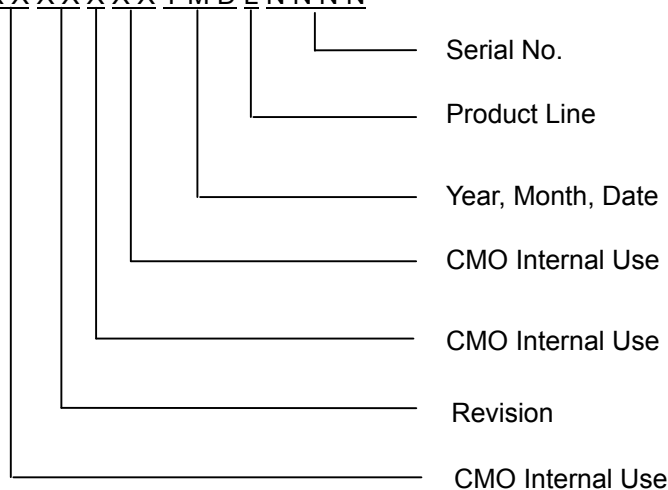 X X X X X X Y M D L N N N N
Serial No.
Product Line
Year, Month, Date
CMO Internal Use
CMO Internal Use
Revision
CMO Internal Use